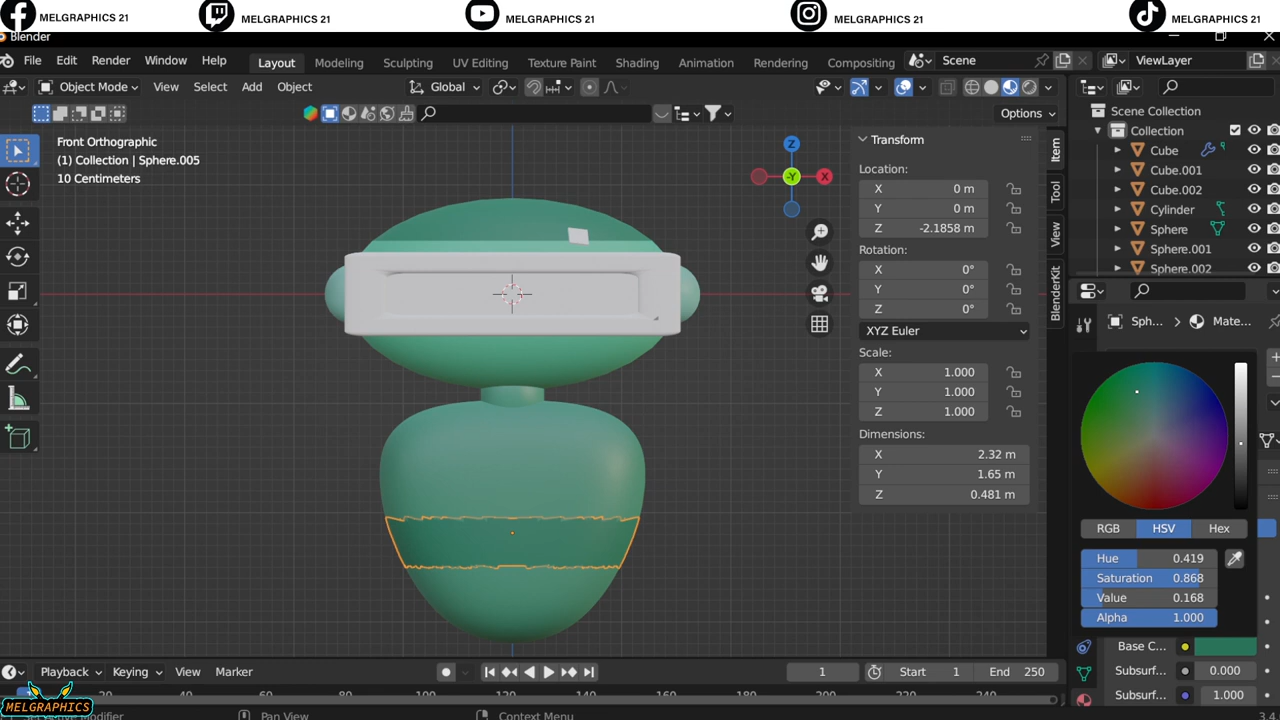 MELGRAPHICS 21 MELGRAPHICS 21 MELGRAPHICS 21 MELGRAPHICS 21 MELGRAPHICS 21
Blender
File Edit Render Window Help Layout Modeling Sculpting UV Editing Texture Paint Shading Animation Rendering Compositing Scene ViewLayer
Object Mode View Select Add Object Global
Options
Front Orthographic
(1) Collection | Sphere.005
10 Centimeters
Z
-Y
X
Transform
Location:
X 0 m
Y 0 m
Z -2.1858 m
Rotation:
X 0°
Y 0°
Z 0°
XYZ Euler
Scale:
X 1.000
Y 1.000
Z 1.000
Dimensions:
X 2.32 m
Y 1.65 m
Z 0.481 m
Item
Tool
View
BlenderKit
Scene Collection
Collection
Cube
Cube.001
Cube.002
Cylinder
Sphere
Sphere.001
Sphere.002
Sph... > Mate...
RGB HSV Hex
Hue 0.419
Saturation 0.868
Value 0.168
Alpha 1.000
Base C...
Subsurf... 0.000
Subsurf... 1.000
Playback Keying View Marker 1 Start 1 End 250
20 40 60 80 100 120 140 160 180 200 220 240
MELGRAPHICS
Set Active Modifier Pan View Context Menu 3.4